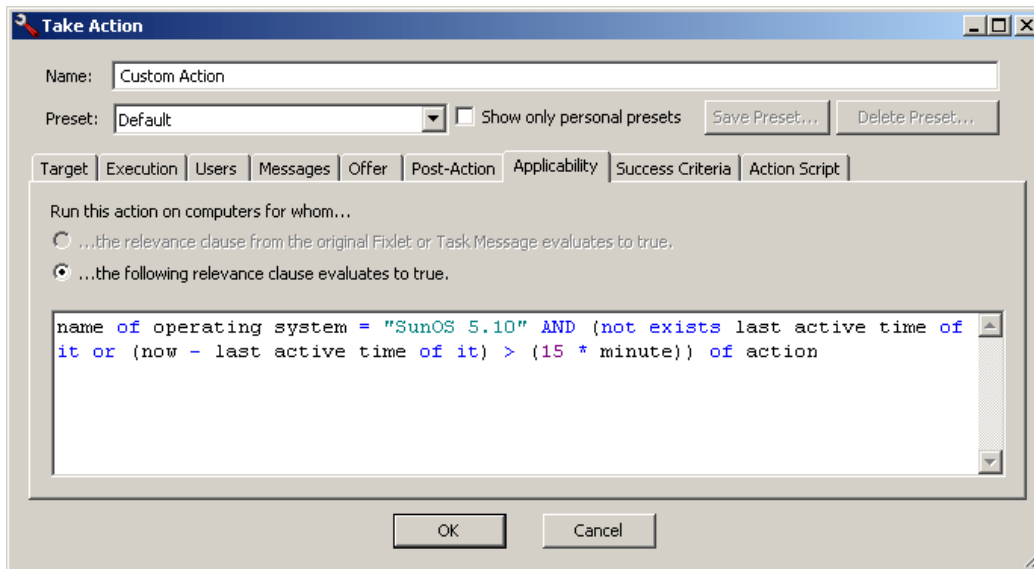 Take Action
Name: Custom Action
Preset: Default Show only personal presets Save Preset... Delete Preset...
Target Execution Users Messages Offer Post-Action Applicability Success Criteria Action Script
Run this action on computers for whom...
...the relevance clause from the original Fixlet or Task Message evaluates to true.
...the following relevance clause evaluates to true.
name of operating system = "SunOS 5.10" AND (not exists last active time of
it or (now - last active time of it) > (15 * minute)) of action
OK Cancel